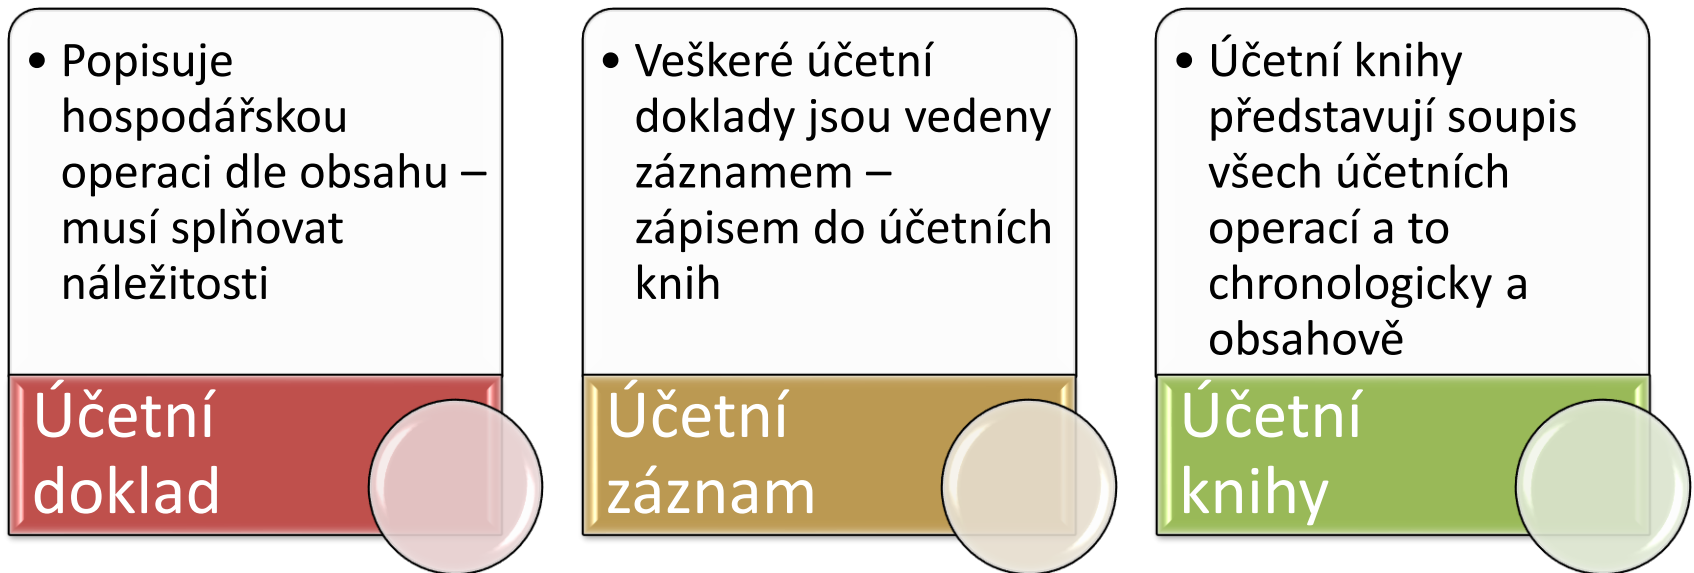 • Popisuje
hospodářskou
operaci dle obsahu –
musí splňovat
náležitosti
Účetní
doklad
• Veškeré účetní
doklady jsou vedeny
záznamem –
zápisem do účetních
knih
Účetní
záznam
• Účetní knihy
představují soupis
všech účetních
operací a to
chronologicky a
obsahově
Účetní
knihy